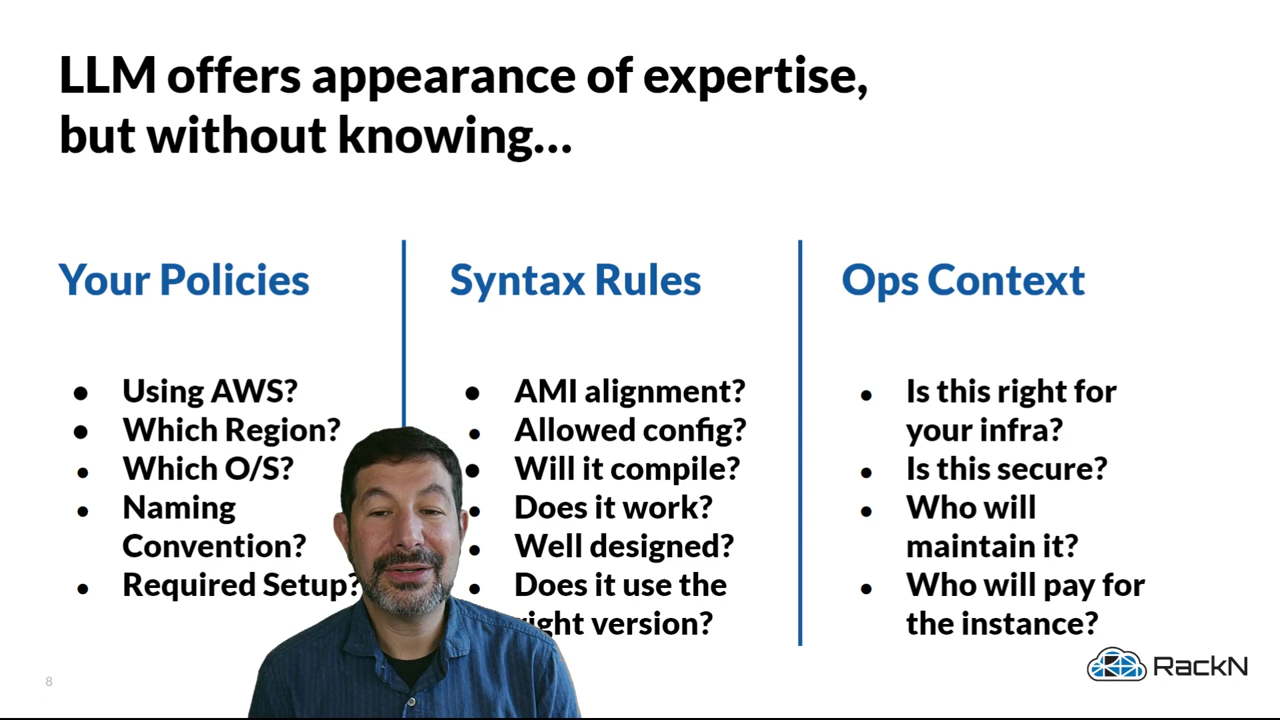 LLM offers appearance of expertise,
but without knowing...
Your Policies
Using AWS?
Which Region?
Which O/S?
Naming
Convention?
Required Setup?
Syntax Rules
AMI alignment?
Allowed config?
Will it compile?
Does it work?
Well designed?
Does it use the
right version?
Ops Context
Is this right for
your infra?
Is this secure?
Who will
maintain it?
Who will pay for
the instance?
8
RackN